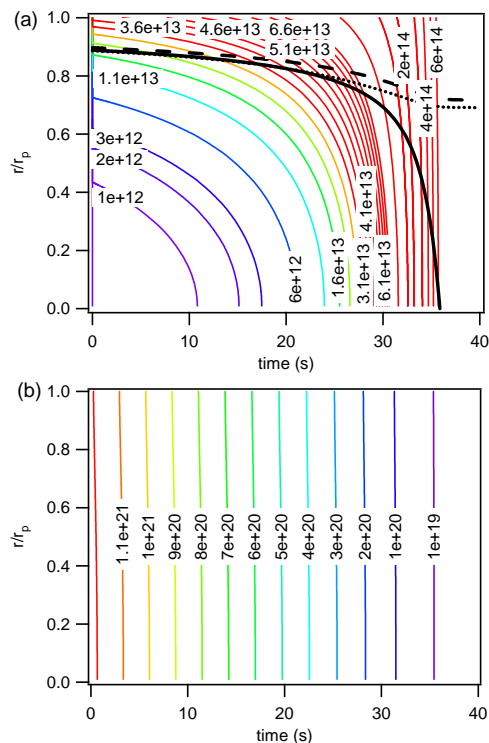 (a)
1.0
3.6e+13
4.6e+13
6.6e+13
5.1e+13
2e+14
6e+14
0.8
1.1e+13
4e+14
r/rp
0.6
3e+12
2e+12
0.4
1e+12
4.1e+13
0.2
6e+12
1.6e+13
3.1e+13
6.1e+13
0.0
0 10 20 30 40
time (s)
(b)
1.0
0.8
r/rp
0.6
1.1e+21 1e+21 9e+20 8e+20 7e+20 6e+20 5e+20 4e+20 3e+20 2e+20 1e+20 1e+19
0.4
0.2
0.0
0 10 20 30 40
time (s)